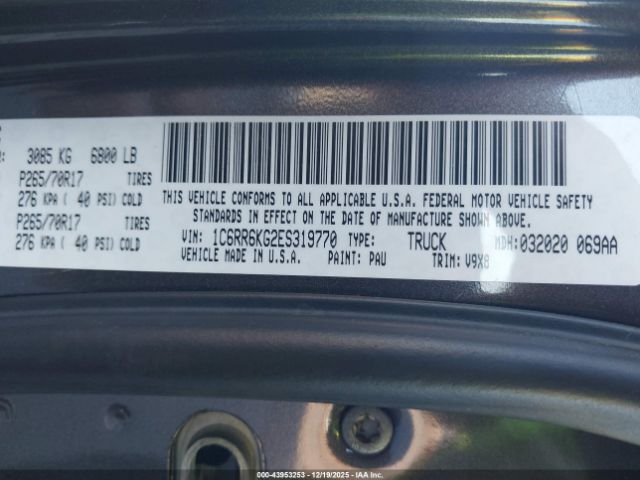 3085 KG 6800 LB
P265/70R17 TIRES
276 KPA ( 40 PSI) COLD
P265/70R17 TIRES
276 KPA ( 40 PSI) COLD
THIS VEHICLE CONFORMS TO ALL APPLICABLE U.S.A. FEDERAL MOTOR VEHICLE SAFETY
STANDARDS IN EFFECT ON THE DATE OF MANUFACTURE SHOWN ABOVE.
VIN: 1C6RR6KG2ES319770 TYPE: TRUCK MDH: 032020 069AA
VEHICLE MADE IN U.S.A. PAINT: PAU TRIM: V9X8
000-43953253 - 12/19/2025 - IAA Inc.